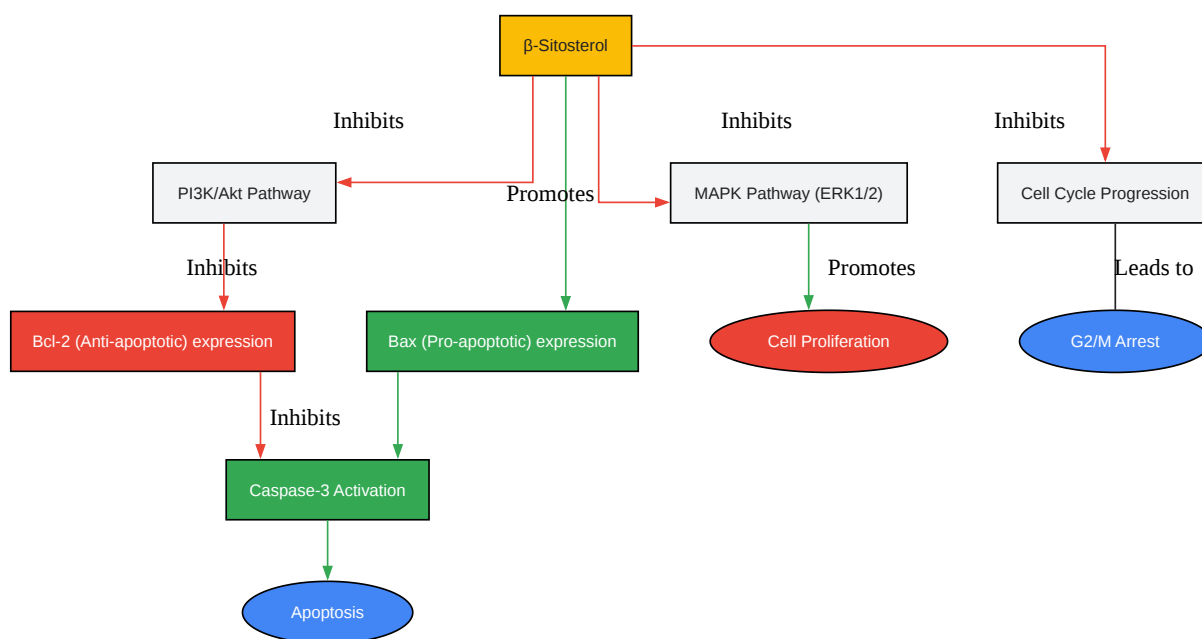 β-Sitosterol
Inhibits
Inhibits
Inhibits
PI3K/Akt Pathway
Promotes
MAPK Pathway (ERK1/2)
Cell Cycle Progression
Inhibits
Promotes
Leads to
Bcl-2 (Anti-apoptotic) expression
Bax (Pro-apoptotic) expression
Cell Proliferation
G2/M Arrest
Inhibits
Caspase-3 Activation
Apoptosis